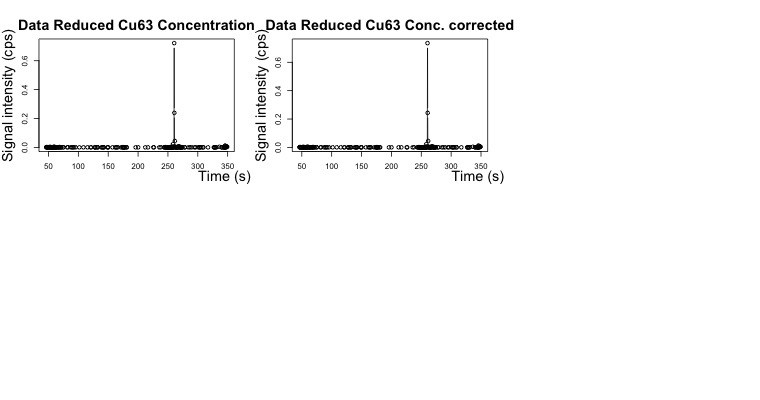 Data Reduced Cu63 Concentration
Signal intensity (cps)
0.6
0.4
0.2
0.0
50 100 150 200 250 300 350
Time (s)
Data Reduced Cu63 Conc. corrected
Signal intensity (cps)
0.6
0.4
0.2
0.0
50 100 150 200 250 300 350
Time (s)